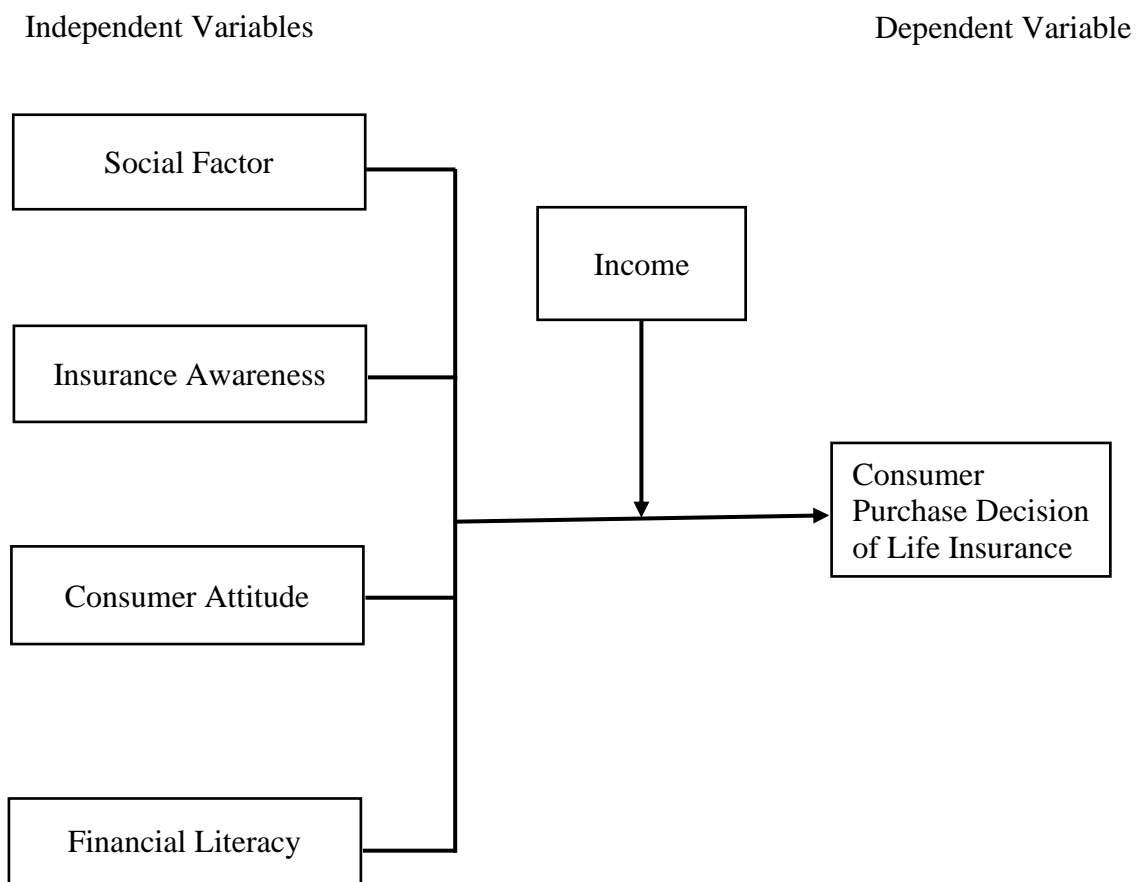 Independent Variables
Dependent Variable
Social Factor
Income
Insurance Awareness
Consumer
Purchase Decision
of Life Insurance
Consumer Attitude
Financial Literacy